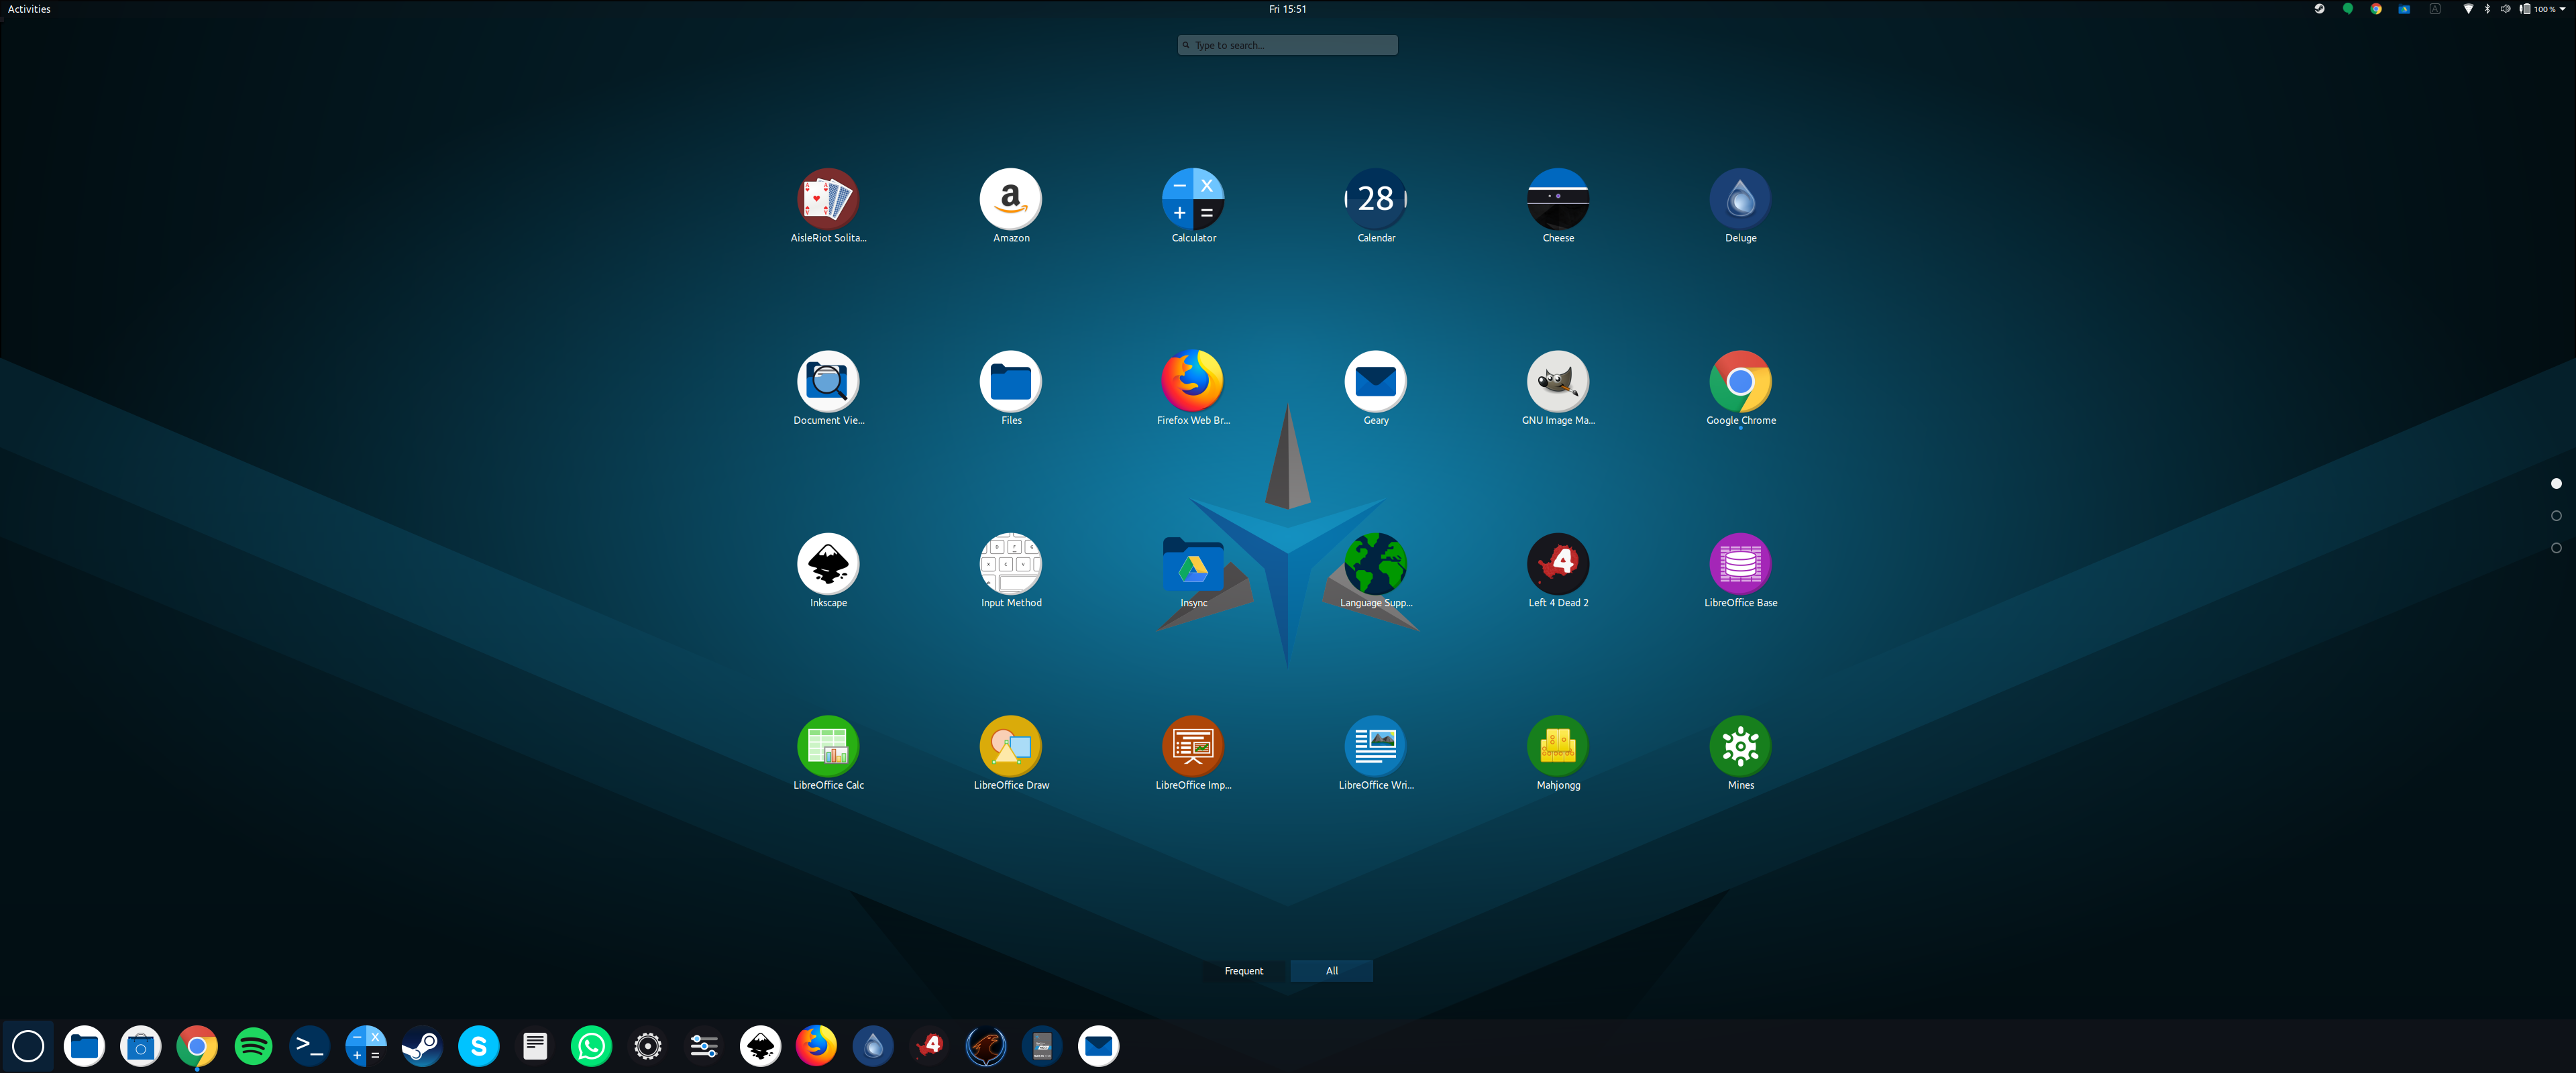 Activities
Fri 15:51
100 %
Type to search...
AisleRiot Solita...
Amazon
Calculator
28
Calendar
Cheese
Deluge
Document Vie...
Files
Firefox Web Br...
Geary
GNU Image Ma...
Google Chrome
Inkscape
Input Method
Insync
Language Supp...
4
Left 4 Dead 2
LibreOffice Base
LibreOffice Calc
LibreOffice Draw
LibreOffice Imp...
LibreOffice Wri...
Mahjongg
Mines
Frequent
All